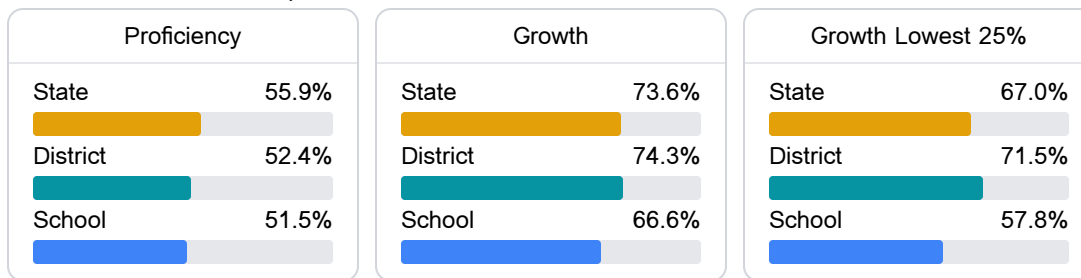 Proficiency
State 55.9%
District 52.4%
School 51.5%
Growth
State 73.6%
District 74.3%
School 66.6%
Growth Lowest 25%
State 67.0%
District 71.5%
School 57.8%